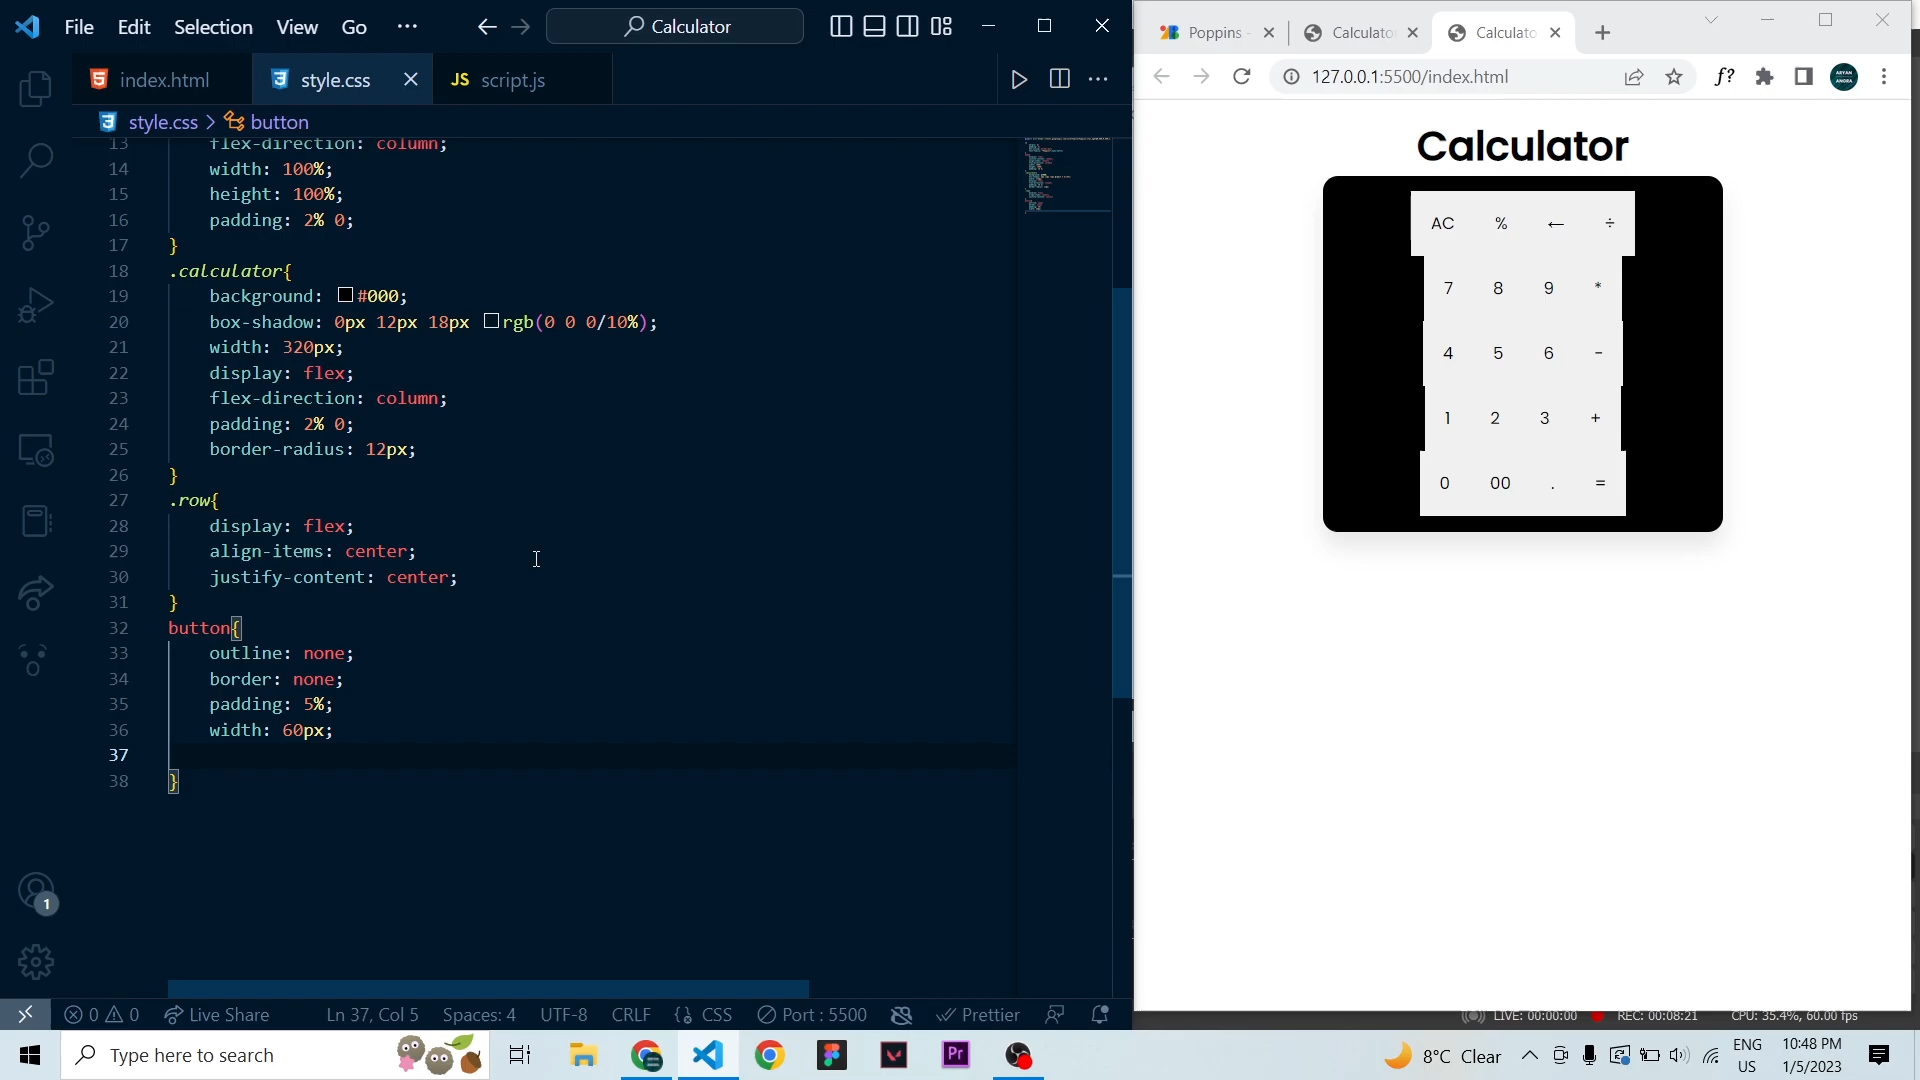 File Edit Selection View Go ··· ← → Calculator
index.html style.css JS script.js
style.css > button
13 flex-direction: column;
14 width: 100%;
15 height: 100%;
16 padding: 2% 0;
17 }
18 .calculator{
19 background: #000;
20 box-shadow: 0px 12px 18px rgb(0 0 0/10%);
21 width: 320px;
22 display: flex;
23 flex-direction: column;
24 padding: 2% 0;
25 border-radius: 12px;
26 }
27 .row{
28 display: flex;
29 align-items: center;
30 justify-content: center;
31 }
32 button{
33 outline: none;
34 border: none;
35 padding: 5%;
36 width: 60px;
37
38 }
1
0 0 Live Share Ln 37, Col 5 Spaces: 4 UTF-8 CRLF {} CSS Port : 5500 Prettier
Poppins - Calculato Calculato
127.0.0.1:5500/index.html f?
Calculator
AC % ← ÷
7 8 9 *
4 5 6 -
1 2 3 +
0 00 . =
LIVE: 00:00:00 REC: 00:08:21 CPU: 35.4%, 60.00 fps
Type here to search Pr 8°C Clear ENG US 10:48 PM 1/5/2023